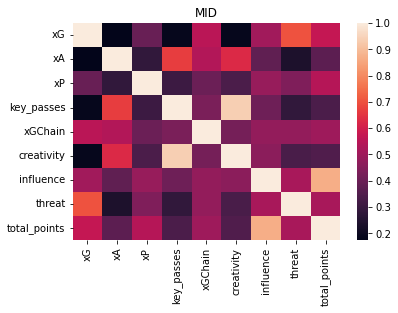 MID
xG
xA
xP
key_passes
xGChain
creativity
influence
threat
total_points
xG
xA
xP
key_passes
xGChain
creativity
influence
threat
total_points
1.0
0.9
0.8
0.7
0.6
0.5
0.4
0.3
0.2